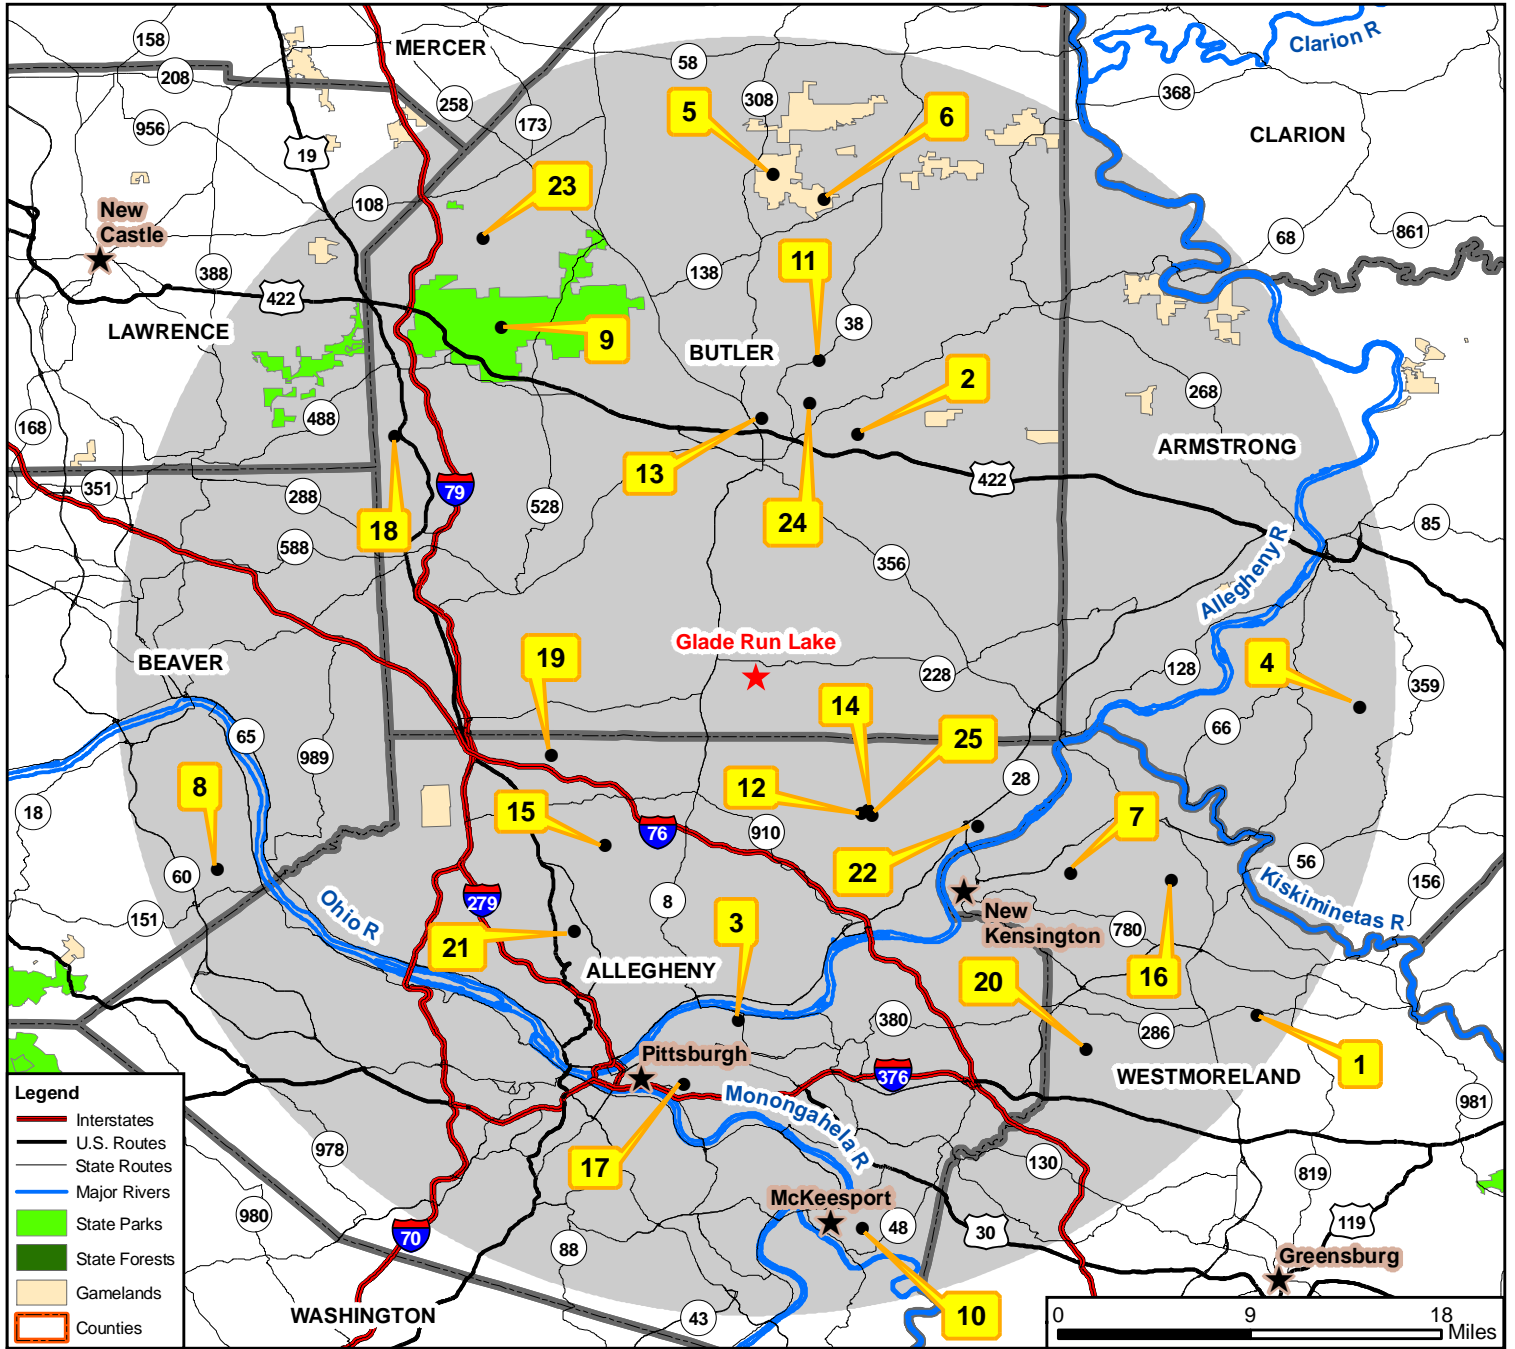 158
MERCER
Clarion R
58
208
308
368
258
5
6
173
956
CLARION
19
23
108
New
Castle
68
861
388
138
11
422
38
LAWRENCE
9
BUTLER
2
268
488
168
ARMSTRONG
13
351
79
422
288
528
24
85
18
588
356
Allegheny R
Glade Run Lake
19
BEAVER
4
228
128
359
14
65
25
66
989
8
12
28
18
15
76
7
910
22
56
60
Kiskiminetas R
156
279
8
151
Ohio R
3
New
Kensington
780
21
ALLEGHENY
16
20
380
286
Pittsburgh
1
376
WESTMORELAND
Monongahela R
981
978
17
130
819
McKeesport
980
48
30
119
70
88
Greensburg
WASHINGTON
43
10
Legend
Interstates
U.S. Routes
State Routes
Major Rivers
State Parks
State Forests
Gamelands
Counties
0
9
18
Miles